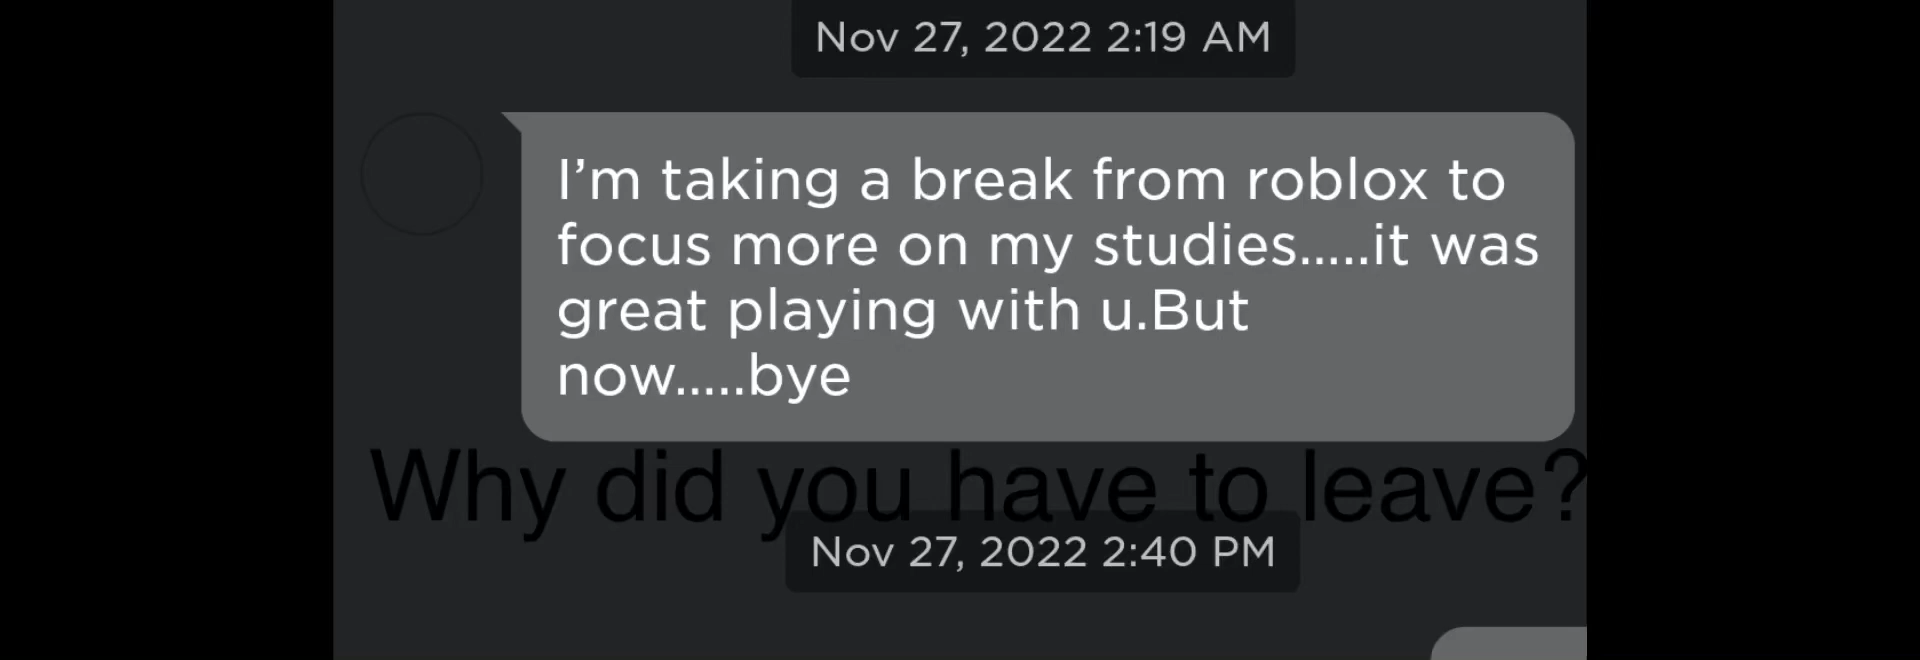 Nov 27, 2022 2:19 AM
I’m taking a break from roblox to
focus more on my studies.....it was
great playing with u.But
now.....bye
Why did you have to leave?
Nov 27, 2022 2:40 PM